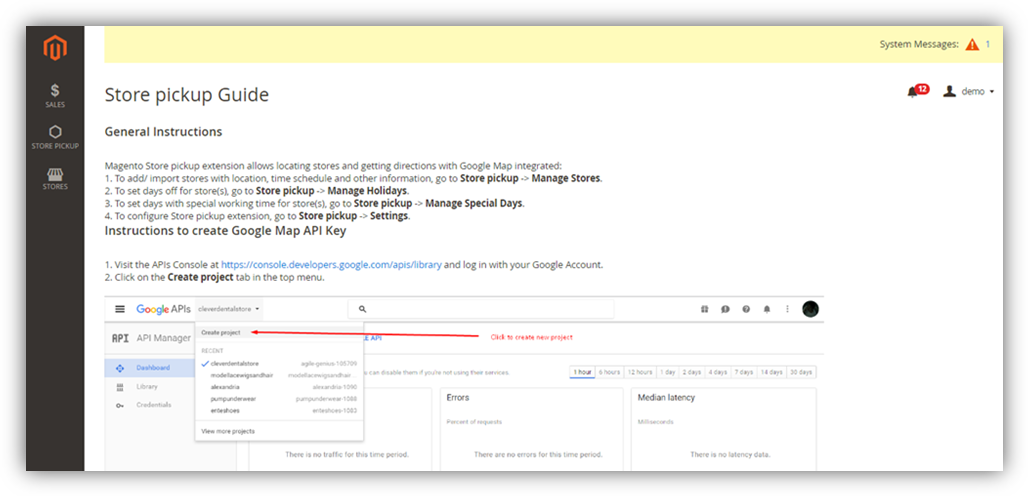 System Messages: 1
SALES
STORE PICKUP
STORES
Store pickup Guide
12
demo
General Instructions
Magento Store pickup extension allows locating stores and getting directions with Google Map integrated:
1. To add/ import stores with location, time schedule and other information, go to Store pickup -> Manage Stores.
2. To set days off for store(s), go to Store pickup -> Manage Holidays.
3. To set days with special working time for store(s), go to Store pickup -> Manage Special Days.
4. To configure Store pickup extension, go to Store pickup -> Settings.
Instructions to create Google Map API Key
1. Visit the APIs Console at https://console.developers.google.com/apis/library and log in with your Google Account.
2. Click on the Create project tab in the top menu.
Google APIs cleverdentalstore
API API Manager
Dashboard
Library
Credentials
Create project
Click to create new project
LE API
RECENT
cleverdentalstore
modellacewigsandhair modellacewigsandhair...
alexandria alexandria-1090
pumpunderwear pumpunderwear-1088
enteshoes enteshoes-1083
View more projects
ou can disable them if you're not using their services.
1 hour 6 hours 12 hours 1 day 2 days 4 days 7 days 14 days 30 days
Errors
Percent of requests
Median latency
Milliseconds
There is no traffic for this time period.
There are no errors for this time period.
There is no latency data.